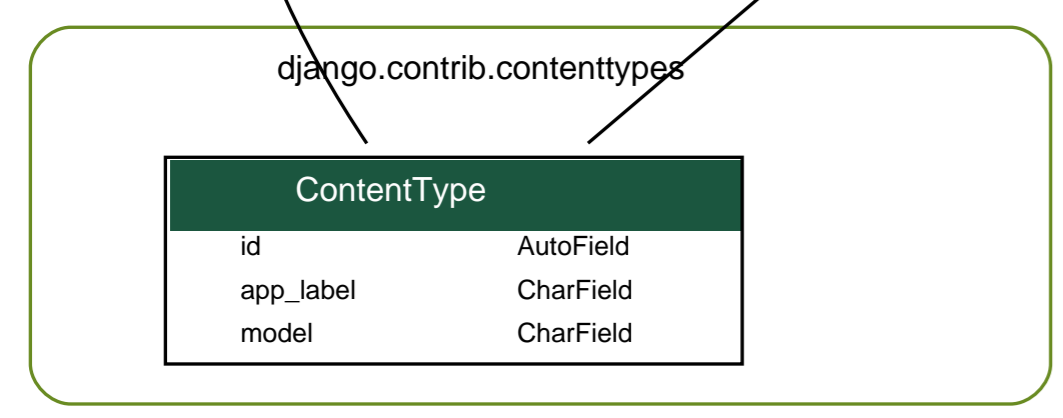 django.contrib.contenttypes
ContentType
id AutoField
app_label CharField
model CharField